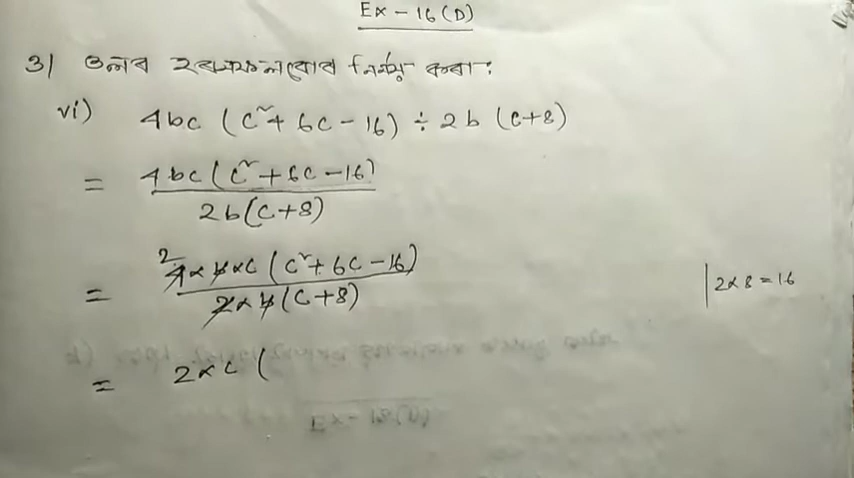 Ex - 16 (D)
3| তলৰ হৰণফলবোৰ নিৰ্ণয় কৰা :
vi) 4bc (c² + 6c - 16) ÷ 2b (c+8)
= 4bc (c² + 6c - 16) / 2b(c+8)
= 2 4 × b × c (c² + 6c - 16) / 2 × b (c+8)
| 2 × 8 = 16
= 2 × c (